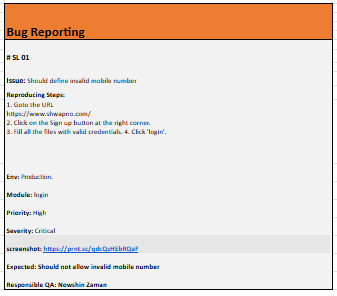 Bug Reporting
# SL 01
Issue: Should define invalid mobile number
Reproducing Steps:
1. Goto the URL
https://www.shwapno.com/
2. Click on the Sign up button at the right corner.
3. Fill all the files with valid credentials. 4. Click 'login'.
Env: Production.
Module: login
Priority: High
Severity: Critical
screenshot: https://prnt.sc/qdcQzHEbRQaF
Expected: Should not allow invalid mobile number
Responsible QA: Nowshin Zaman